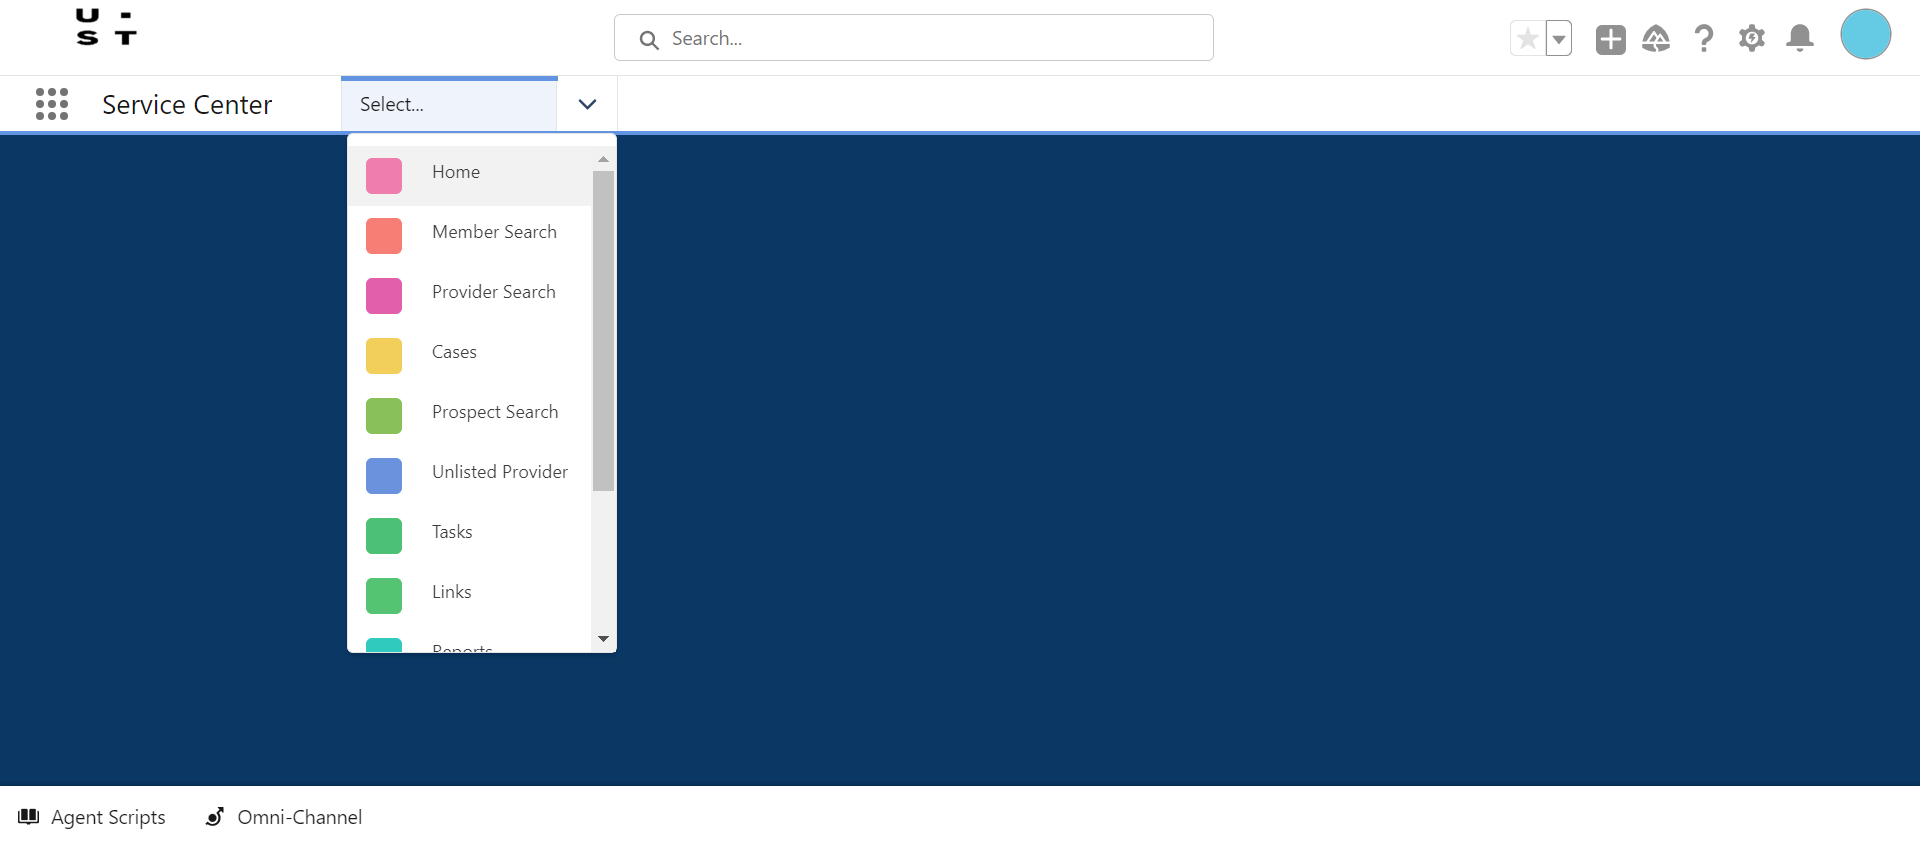 U -
S T
Search...
Service Center
Select...
Home
Member Search
Provider Search
Cases
Prospect Search
Unlisted Provider
Tasks
Links
Reports
Agent Scripts
Omni-Channel